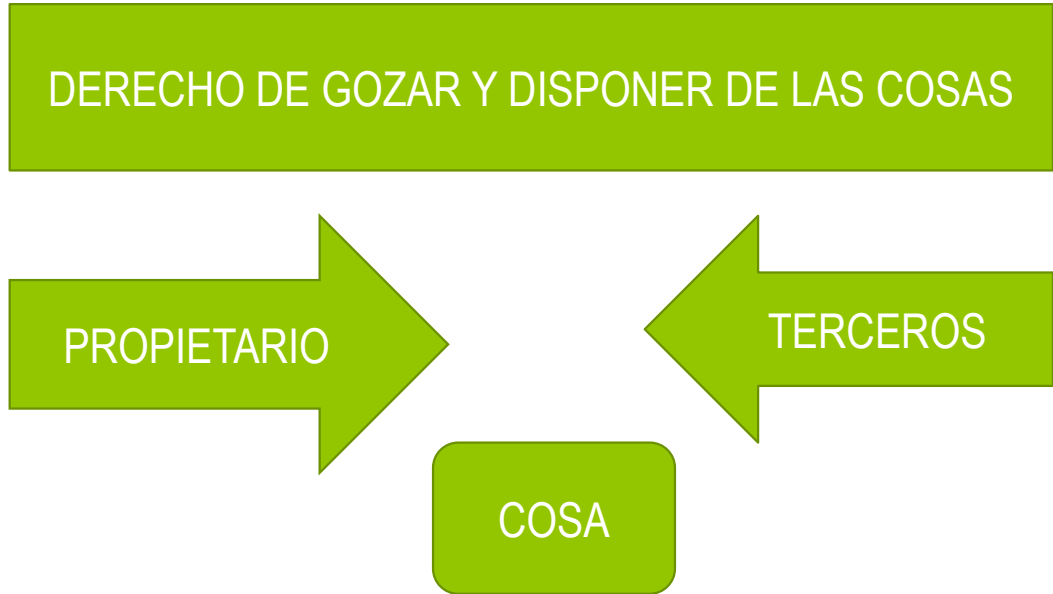 DERECHO DE GOZAR Y DISPONER DE LAS COSAS
PROPIETARIO
TERCEROS
COSA